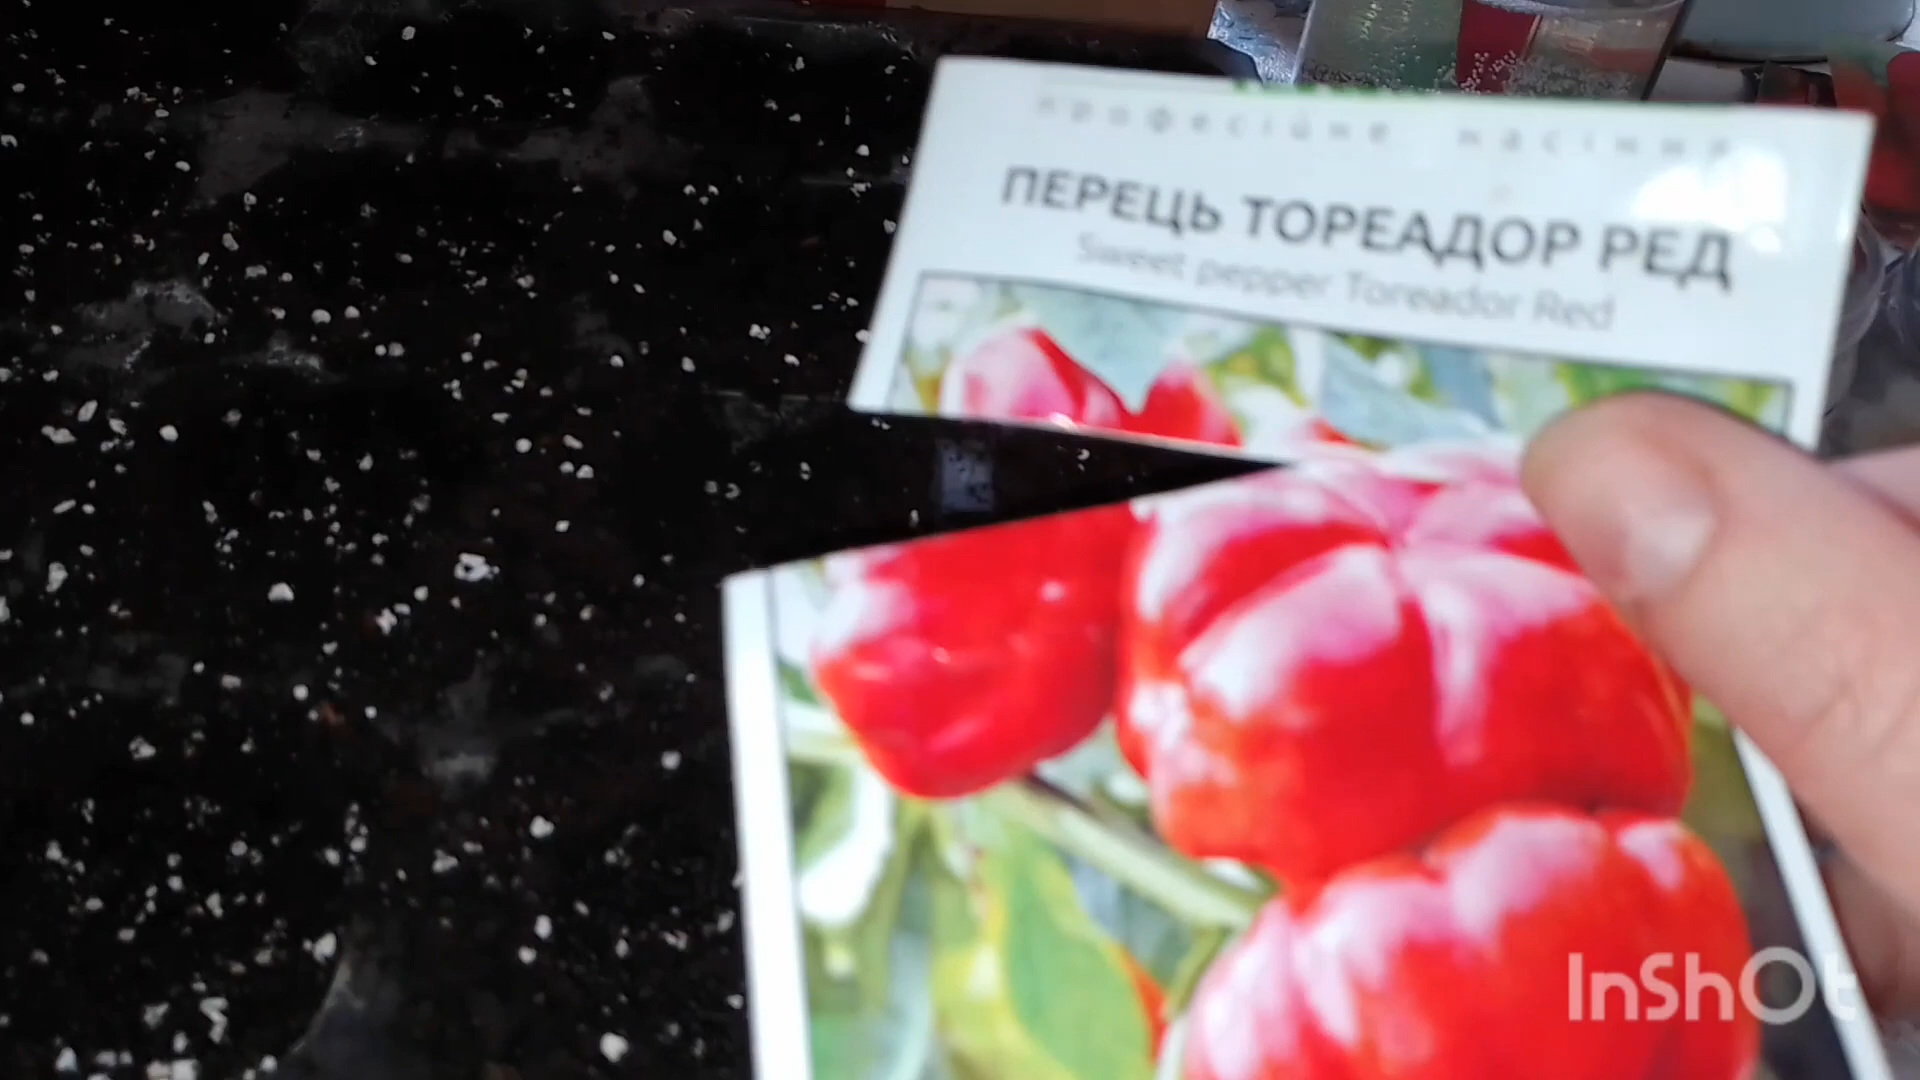 професійне насіння
ПЕРЕЦЬ ТОРЕАДОР РЕД
Sweet pepper Toreador Red
InShOt